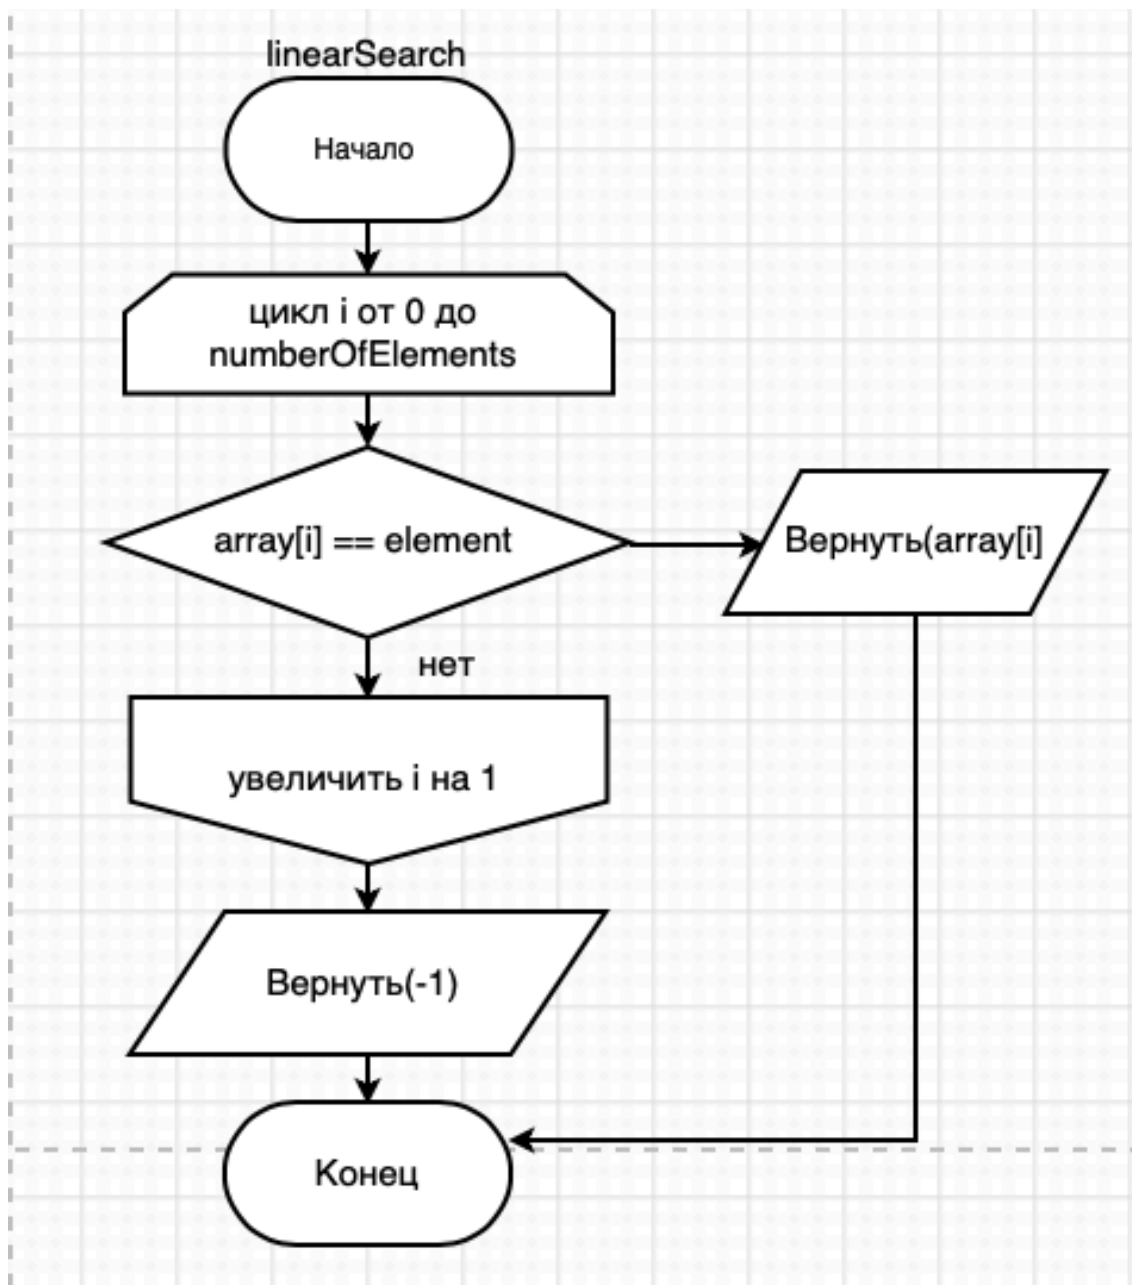 linearSearch
Начало
цикл i от 0 до
numberOfElements
array[i] == element
Вернуть(array[i]
нет
увеличить i на 1
Вернуть(-1)
Конец